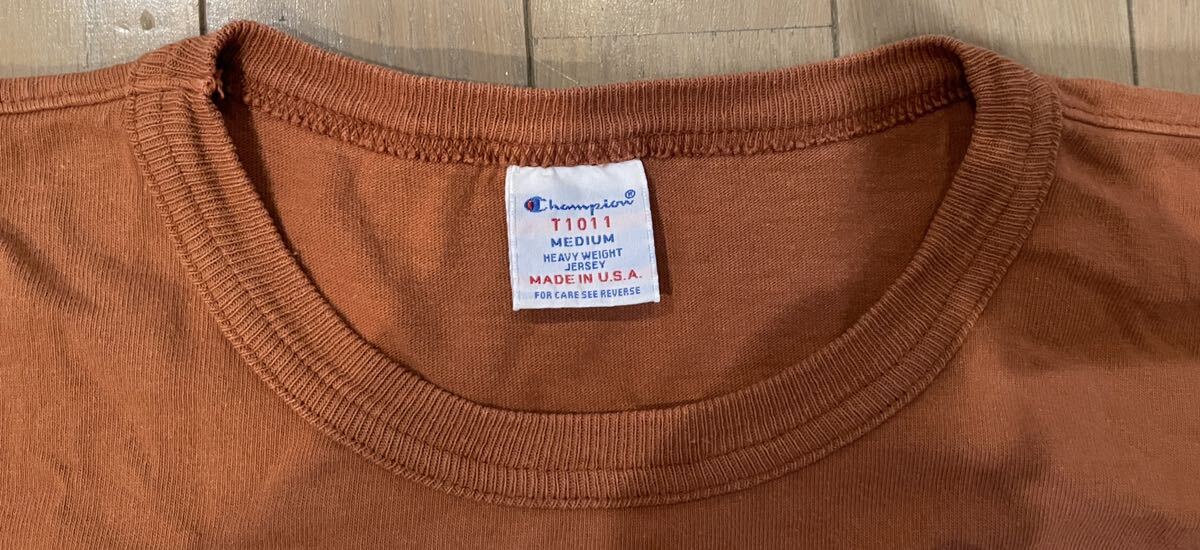 Champion®
T1011
MEDIUM
HEAVY WEIGHT
JERSEY
MADE IN U.S.A.
FOR CARE SEE REVERSE